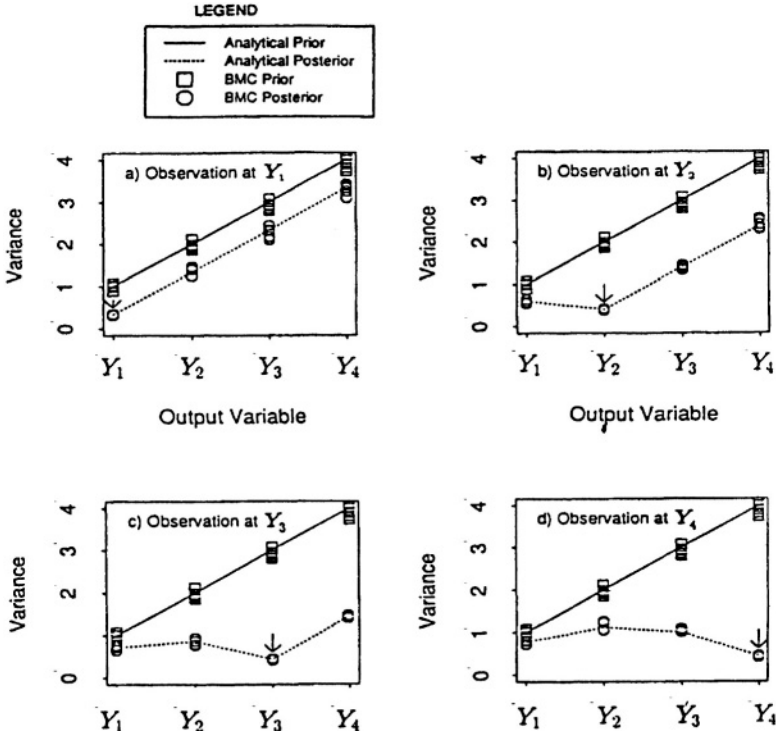 LEGEND
Analytical Prior
Analytical Posterior
BMC Prior
BMC Posterior
a) Observation at Y₁
Variance
4
3
2
1
0
Y₁ Y₂ Y₃ Y₄
Output Variable
b) Observation at Y₂
Variance
4
3
2
1
0
Y₁ Y₂ Y₃ Y₄
Output Variable
c) Observation at Y₃
Variance
4
3
2
0
Y₁ Y₂ Y₃ Y₄
d) Observation at Y₄
Variance
4
3
2
1
0
Y₁ Y₂ Y₃ Y₄